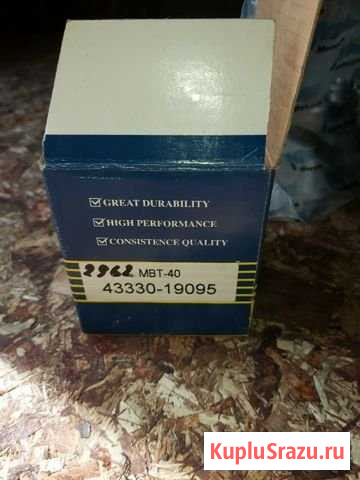 GREAT DURABILITY
HIGH PERFORMANCE
CONSISTENCE QUALITY
2962 MBT-40
43330-19095
KupluSrazu.ru